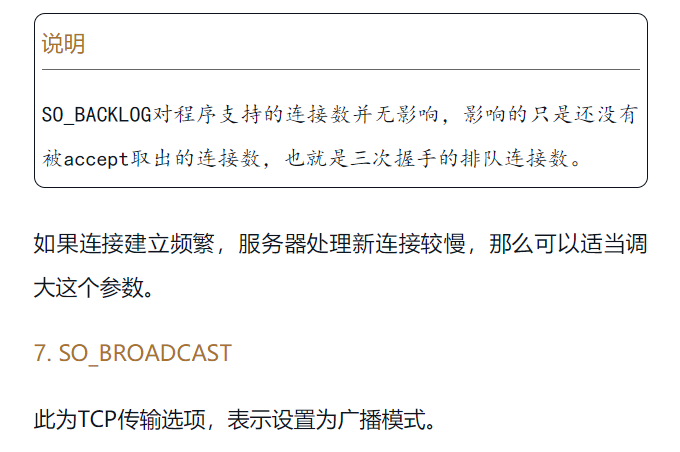 说明
SO_BACKLOG对程序支持的连接数并无影响，影响的只是还没有
被accept取出的连接数，也就是三次握手的排队连接数。
如果连接建立频繁，服务器处理新连接较慢，那么可以适当调
大这个参数。
7. SO_BROADCAST
此为TCP传输选项，表示设置为广播模式。